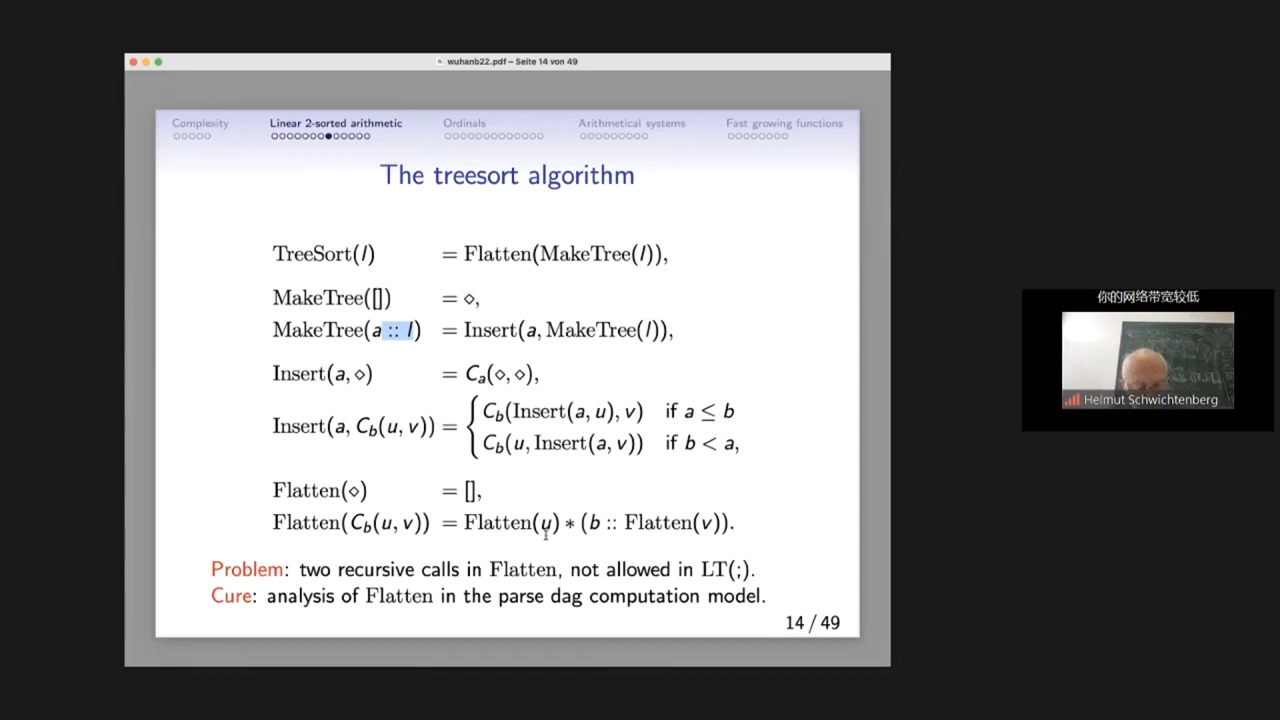 wuhanb22.pdf – Seite 14 von 49
Complexity Linear 2-sorted arithmetic Ordinals Arithmetical systems Fast growing functions
The treesort algorithm
TreeSort(l) = Flatten(MakeTree(l)),
MakeTree([]) = ⋄,
MakeTree(a :: l) = Insert(a, MakeTree(l)),
Insert(a, ⋄) = Cₐ(⋄, ⋄),
Insert(a, C_b(u, v)) = { C_b(Insert(a, u), v) if a ≤ b
C_b(u, Insert(a, v)) if b < a,
Flatten(⋄) = [],
Flatten(C_b(u, v)) = Flatten(u) ∗ (b :: Flatten(v)).
Problem: two recursive calls in Flatten, not allowed in LT(;).
Cure: analysis of Flatten in the parse dag computation model.
14 / 49
你的网络带宽较低
Helmut Schwichtenberg